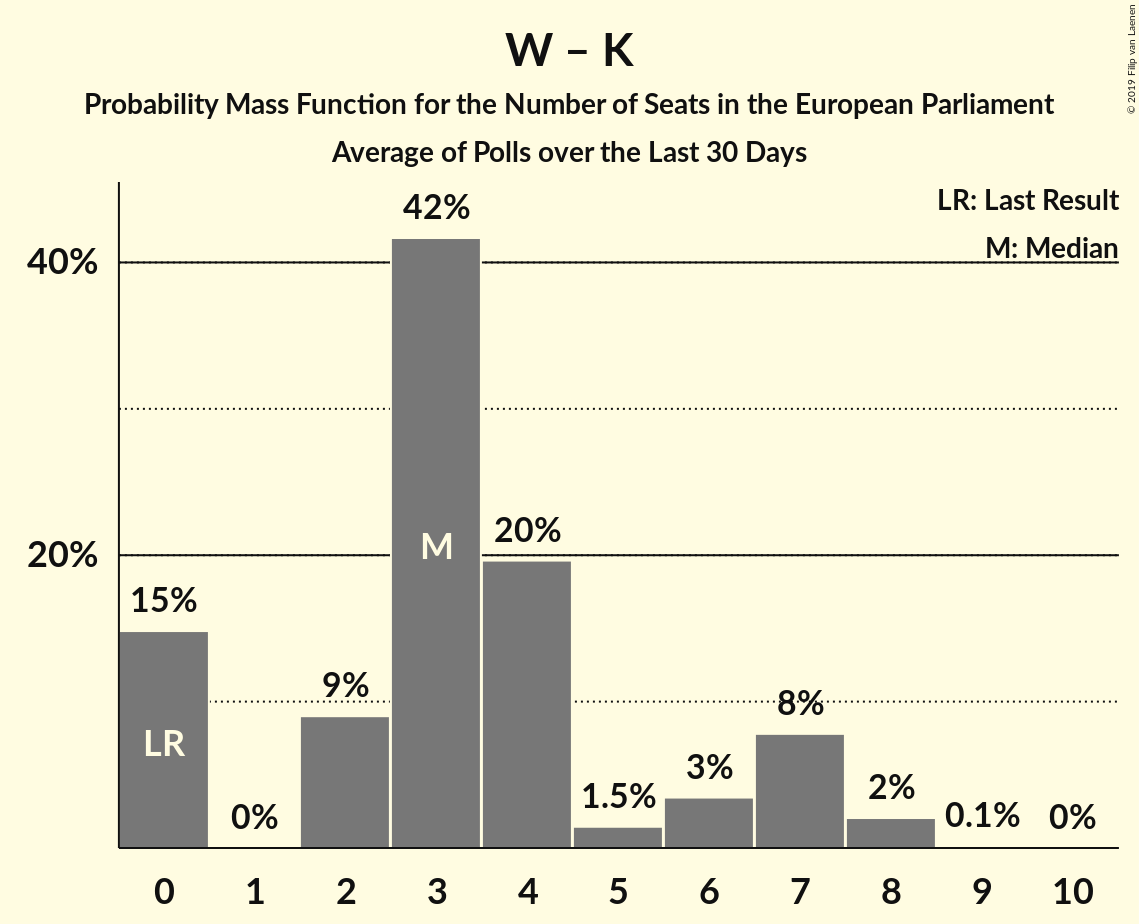 W – K
Probability Mass Function for the Number of Seats in the European Parliament
Average of Polls over the Last 30 Days
© 2019 Filip van Laenen
LR: Last Result
M: Median
40%
20%
15%
0%
9%
42%
20%
1.5%
3%
8%
2%
0.1%
0%
LR
M
0 1 2 3 4 5 6 7 8 9 10